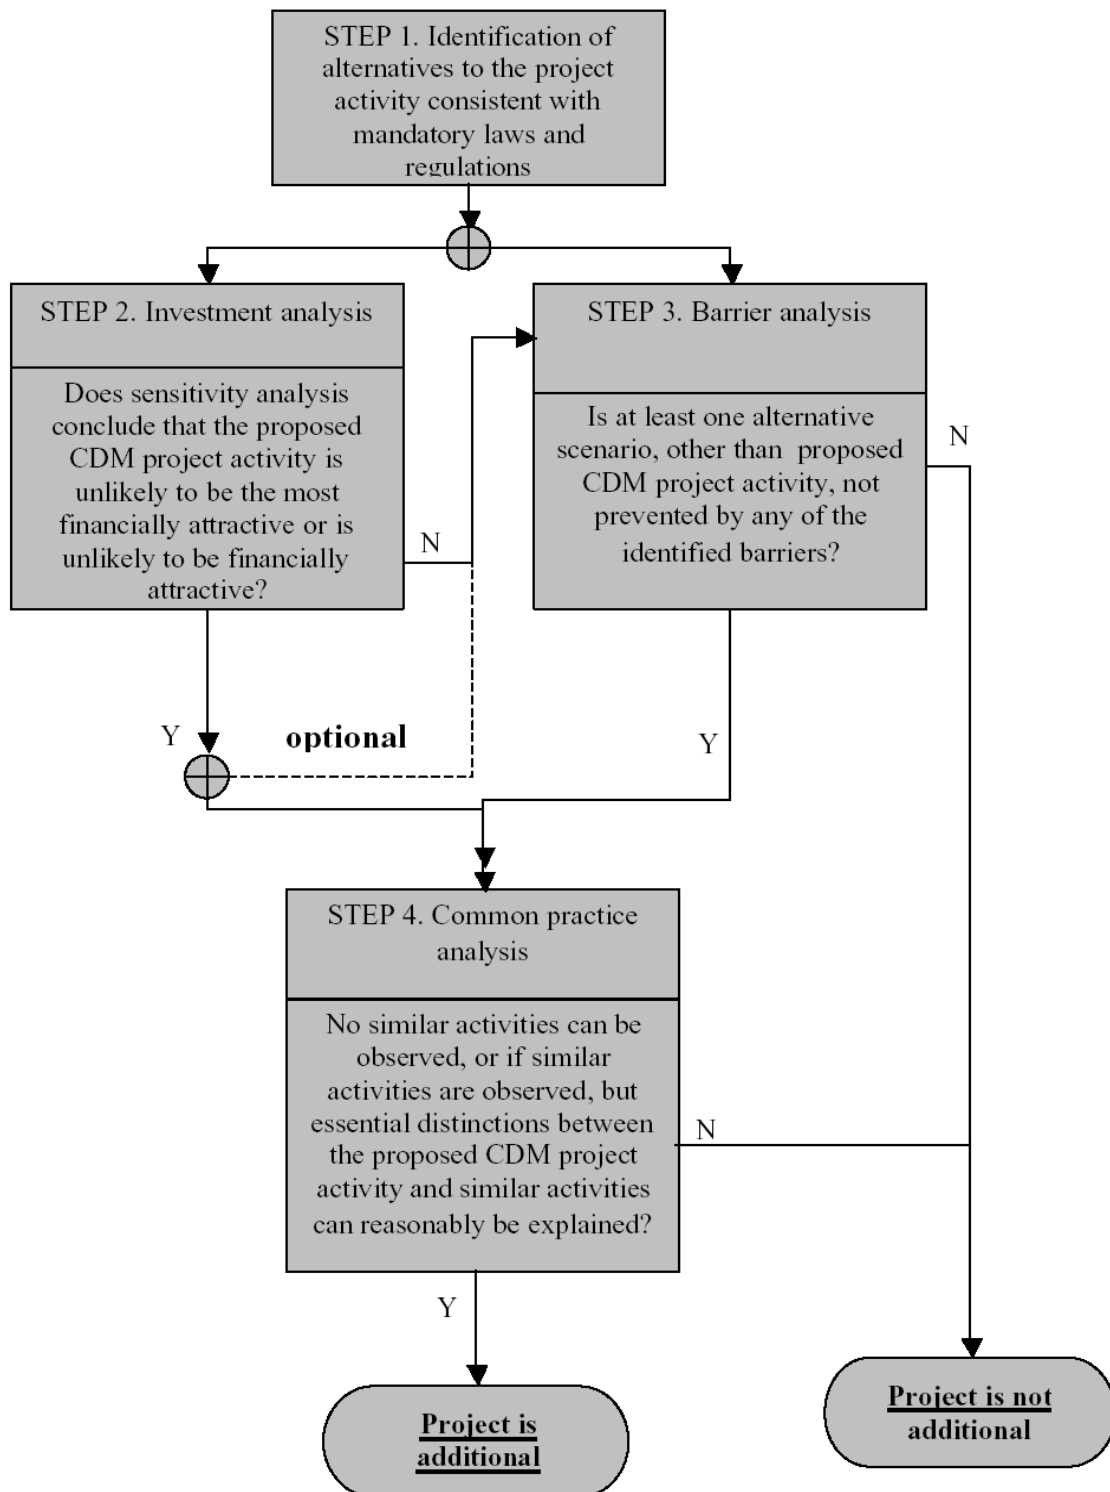 STEP 1. Identification of
alternatives to the project
activity consistent with
mandatory laws and
regulations
STEP 2. Investment analysis
Does sensitivity analysis
conclude that the proposed
CDM project activity is
unlikely to be the most
financially attractive or is
unlikely to be financially
attractive?
N
Y
optional
STEP 3. Barrier analysis
Is at least one alternative
scenario, other than proposed
CDM project activity, not
prevented by any of the
identified barriers?
N
Y
STEP 4. Common practice
analysis
No similar activities can be
observed, or if similar
activities are observed, but
essential distinctions between
the proposed CDM project
activity and similar activities
can reasonably be explained?
N
Y
Project is
additional
Project is not
additional